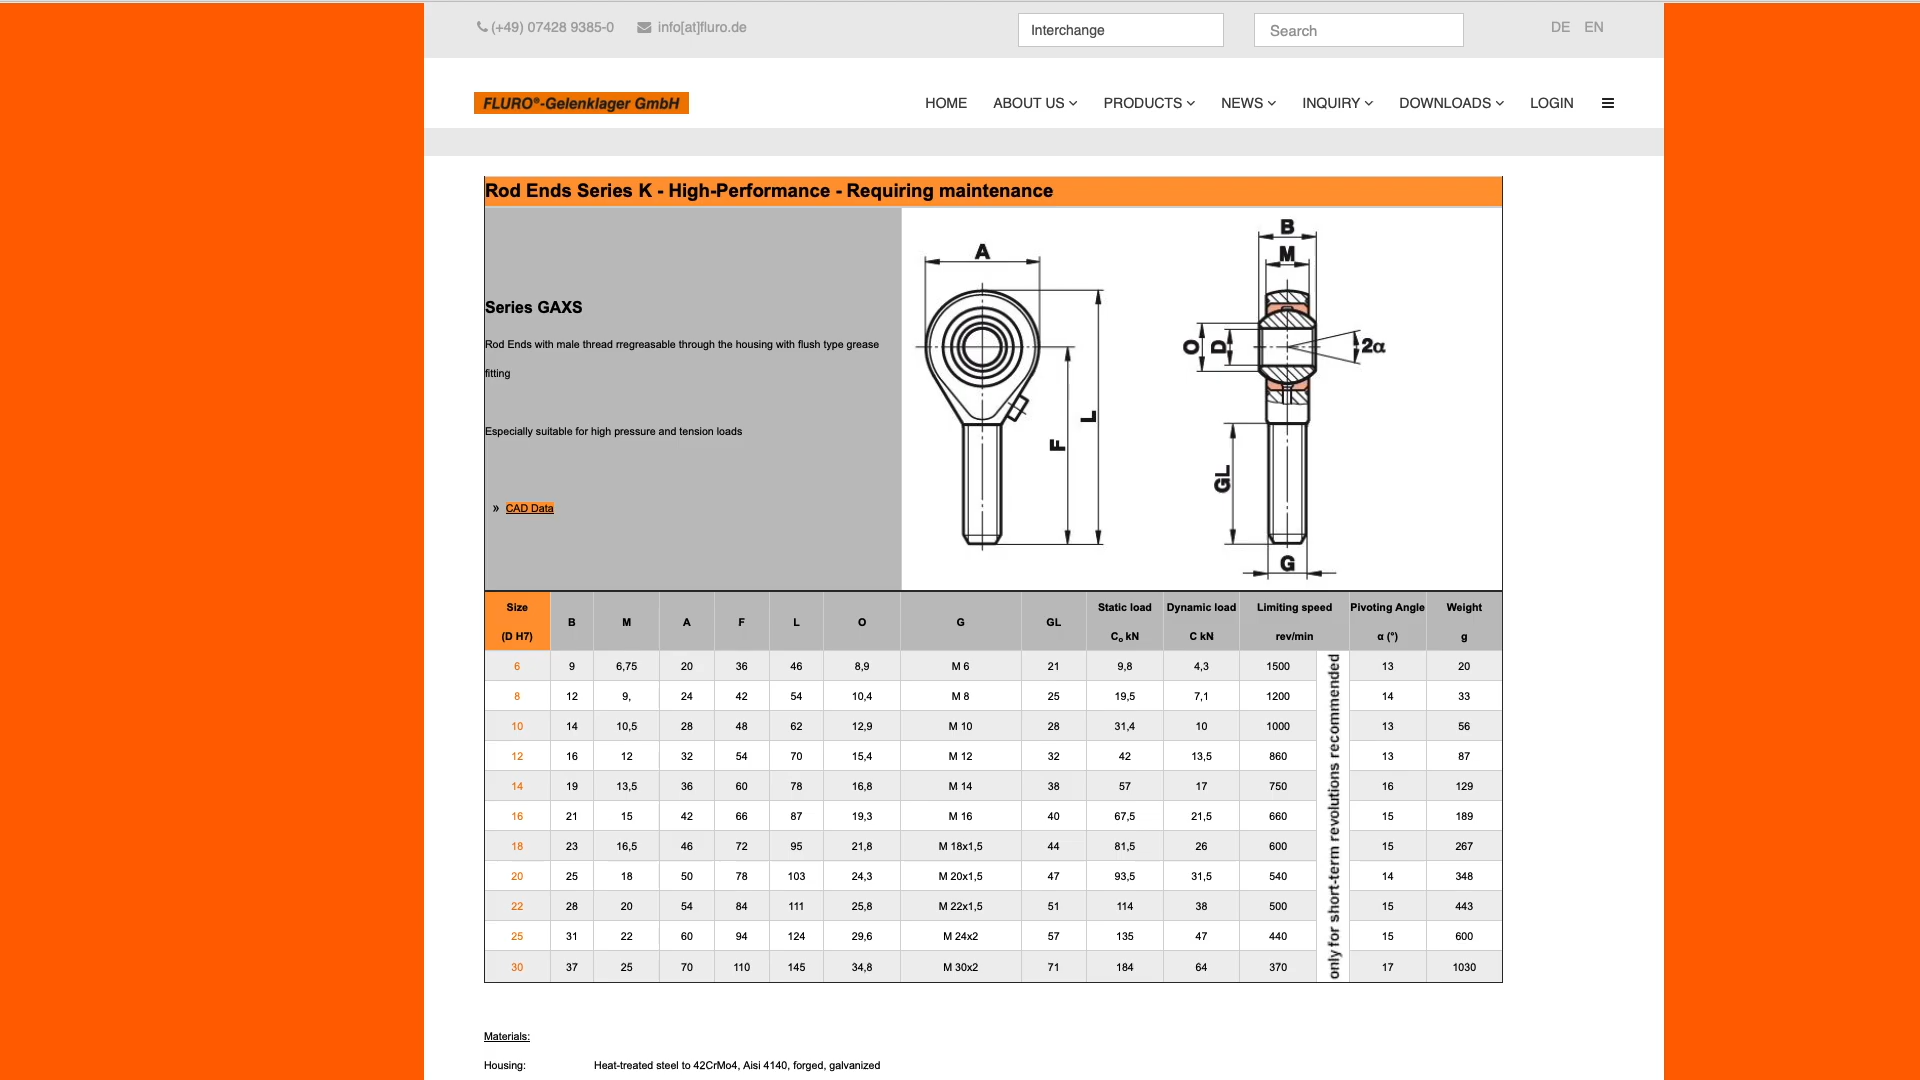 (+49) 07428 9385-0 info[at]fluro.de Interchange Search DE EN
FLURO®-Gelenklager GmbH HOME ABOUT US PRODUCTS NEWS INQUIRY DOWNLOADS LOGIN
Rod Ends Series K - High-Performance - Requiring maintenance
Series GAXS
Rod Ends with male thread rregreasable through the housing with flush type grease
fitting
Especially suitable for high pressure and tension loads
» CAD Data
A
L
F
B
M
O
D
2α
GL
G
Size B M A F L O G GL Static load Dynamic load Limiting speed Pivoting Angle Weight
(D H7) Co kN C kN rev/min α (°) g
6 9 6,75 20 36 46 8,9 M 6 21 9,8 4,3 1500 13 20
8 12 9, 24 42 54 10,4 M 8 25 19,5 7,1 1200 14 33
10 14 10,5 28 48 62 12,9 M 10 28 31,4 10 1000 13 56
12 16 12 32 54 70 15,4 M 12 32 42 13,5 860 13 87
14 19 13,5 36 60 78 16,8 M 14 38 57 17 750 16 129
16 21 15 42 66 87 19,3 M 16 40 67,5 21,5 660 15 189
18 23 16,5 46 72 95 21,8 M 18x1,5 44 81,5 26 600 15 267
20 25 18 50 78 103 24,3 M 20x1,5 47 93,5 31,5 540 14 348
22 28 20 54 84 111 25,8 M 22x1,5 51 114 38 500 15 443
25 31 22 60 94 124 29,6 M 24x2 57 135 47 440 15 600
30 37 25 70 110 145 34,8 M 30x2 71 184 64 370 17 1030
only for short-term revolutions recommended
Materials:
Housing: Heat-treated steel to 42CrMo4, Aisi 4140, forged, galvanized